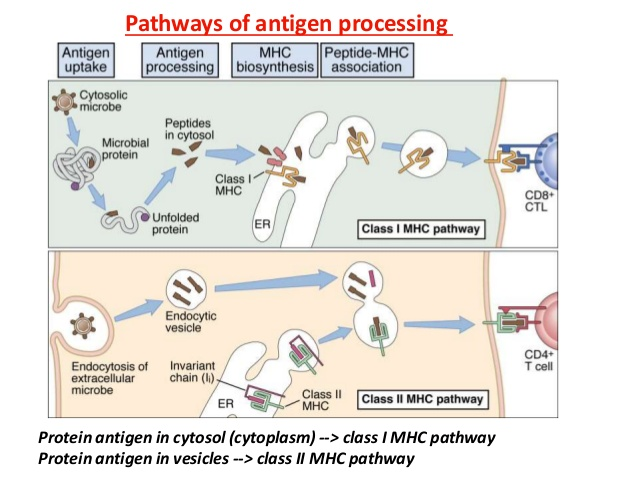 Pathways of antigen processing
Antigen
uptake
Antigen
processing
MHC
biosynthesis
Peptide-MHC
association
Cytosolic
microbe
Microbial
protein
Peptides
in cytosol
Unfolded
protein
Class I
MHC
ER
Class I MHC pathway
CD8+
CTL
Endocytosis of
extracellular
microbe
Endocytic
vesicle
Invariant
chain (Ii)
ER
Class II
MHC
Class II MHC pathway
CD4+
T cell
Protein antigen in cytosol (cytoplasm) --> class I MHC pathway
Protein antigen in vesicles --> class II MHC pathway